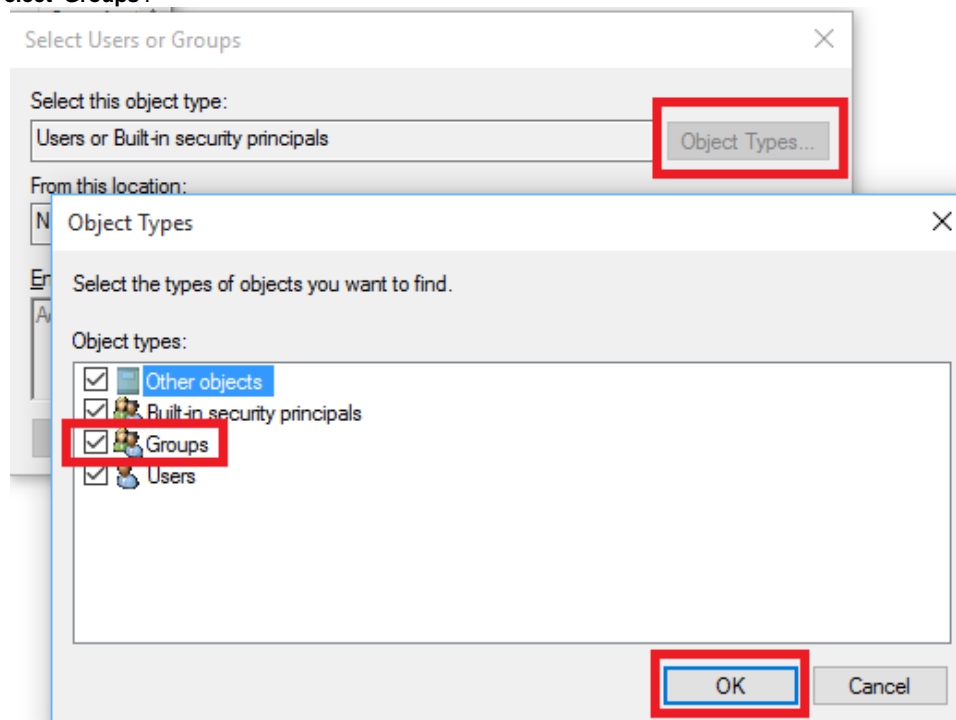 Select Users or Groups
Select this object type:
Users or Built-in security principals
Object Types...
From this location:
N
Object Types
En
Select the types of objects you want to find.
A
Object types:
Other objects
Built-in security principals
Groups
Users
OK
Cancel